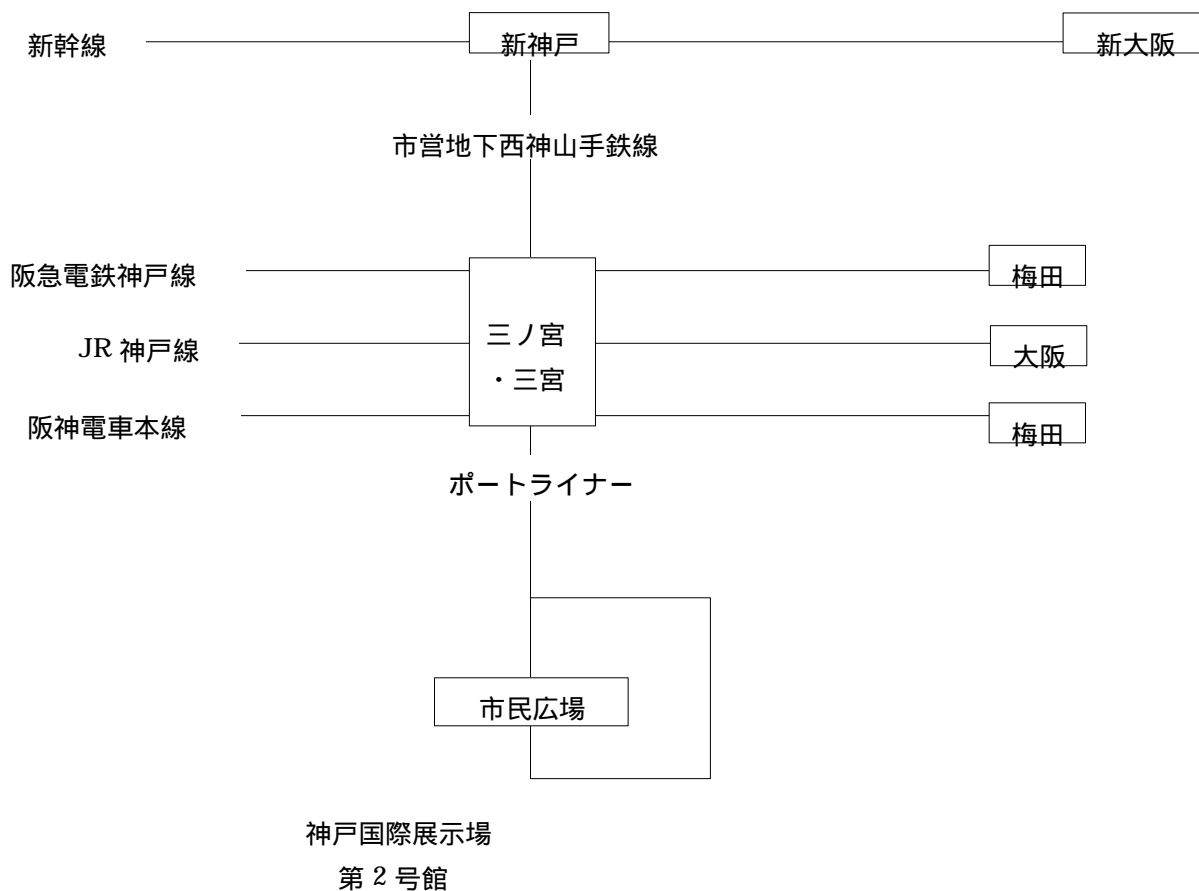 新幹線
新神戸
新大阪
市営地下西神山手鉄線
阪急電鉄神戸線
梅田
JR 神戸線
三ノ宮
・三宮
大阪
阪神電車本線
梅田
ポートライナー
市民広場
神戸国際展示場
第 2 号館